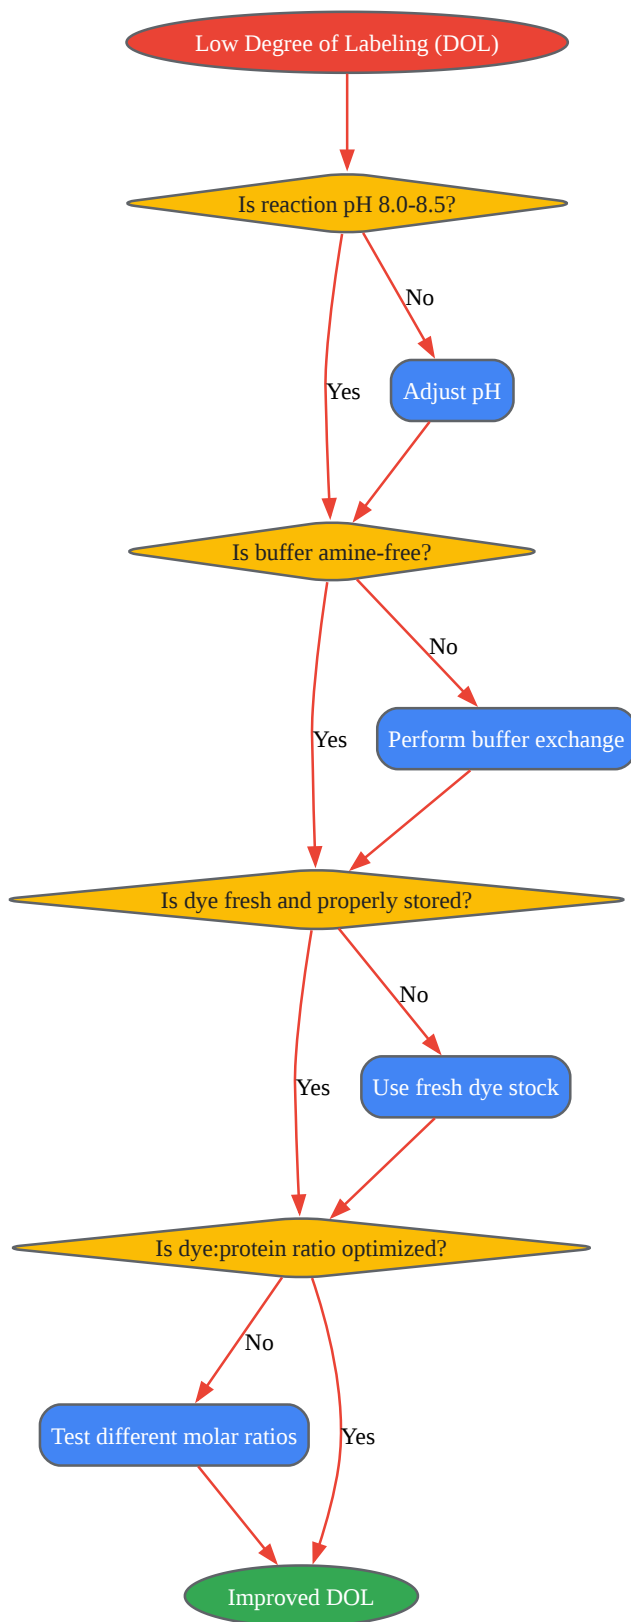 Low Degree of Labeling (DOL)
Is reaction pH 8.0-8.5?
No
Yes
Adjust pH
Is buffer amine-free?
No
Yes
Perform buffer exchange
Is dye fresh and properly stored?
No
Yes
Use fresh dye stock
Is dye:protein ratio optimized?
No
Test different molar ratios
Yes
Improved DOL